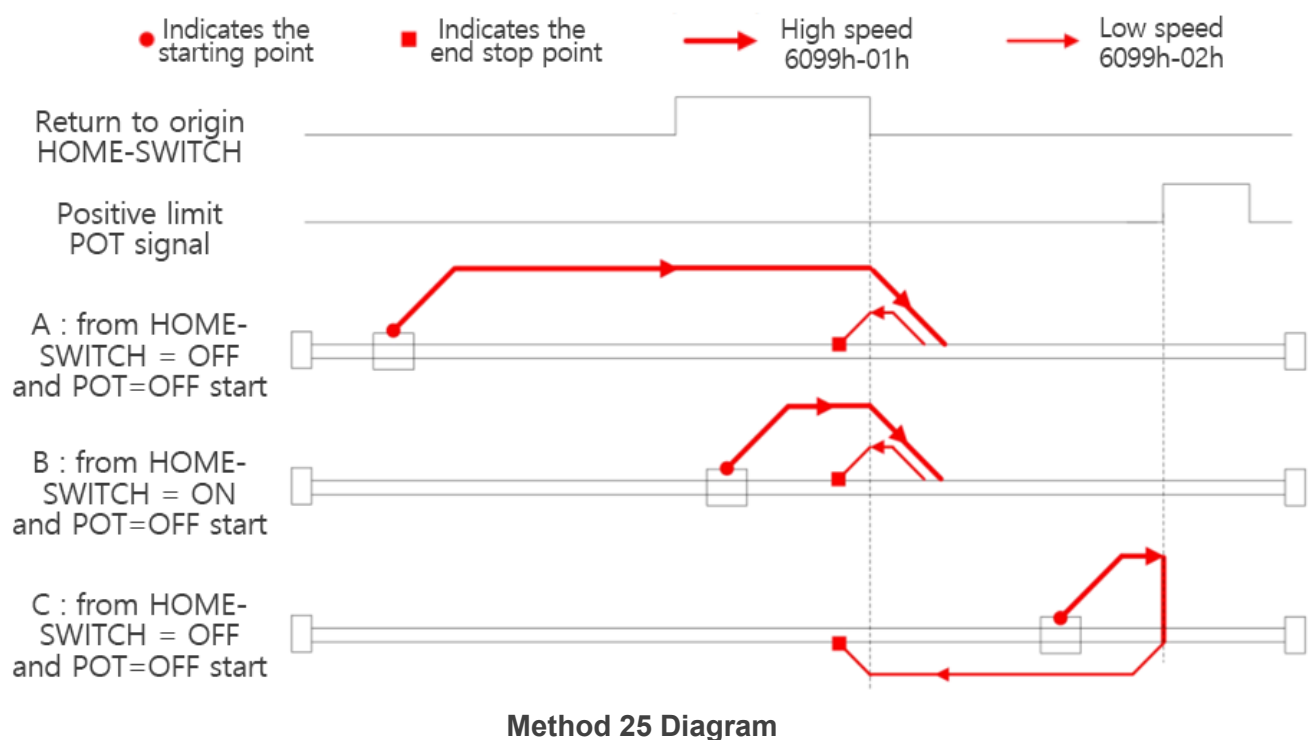 Indicates the
starting point
Indicates the
end stop point
High speed
6099h-01h
Low speed
6099h-02h
Return to origin
HOME-SWITCH
Positive limit
POT signal
A : from HOME-
SWITCH = OFF
and POT=OFF start
B : from HOME-
SWITCH = ON
and POT=OFF start
C : from HOME-
SWITCH = OFF
and POT=OFF start
Method 25 Diagram